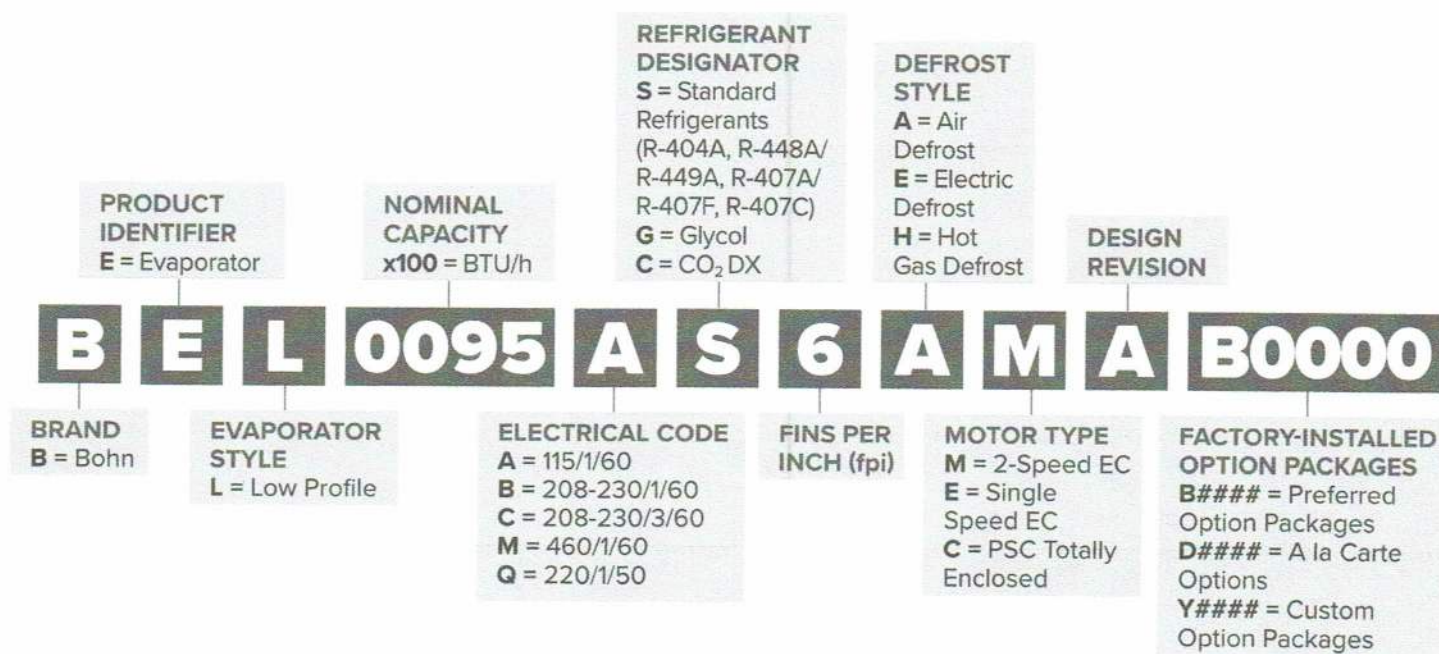 REFRIGERANT
DESIGNATOR
S = Standard
Refrigerants
(R-404A, R-448A/
R-449A, R-407A/
R-407F, R-407C)
G = Glycol
C = CO₂ DX
DEFROST
STYLE
A = Air
Defrost
E = Electric
Defrost
H = Hot
Gas Defrost
PRODUCT
IDENTIFIER
E = Evaporator
NOMINAL
CAPACITY
x100 = BTU/h
DESIGN
REVISION
B E L 0095 A S 6 A M A B0000
BRAND
B = Bohn
EVAPORATOR
STYLE
L = Low Profile
ELECTRICAL CODE
A = 115/1/60
B = 208-230/1/60
C = 208-230/3/60
M = 460/1/60
Q = 220/1/50
FINS PER
INCH (fpi)
MOTOR TYPE
M = 2-Speed EC
E = Single
Speed EC
C = PSC Totally
Enclosed
FACTORY-INSTALLED
OPTION PACKAGES
B#### = Preferred
Option Packages
D#### = A la Carte
Options
Y#### = Custom
Option Packages